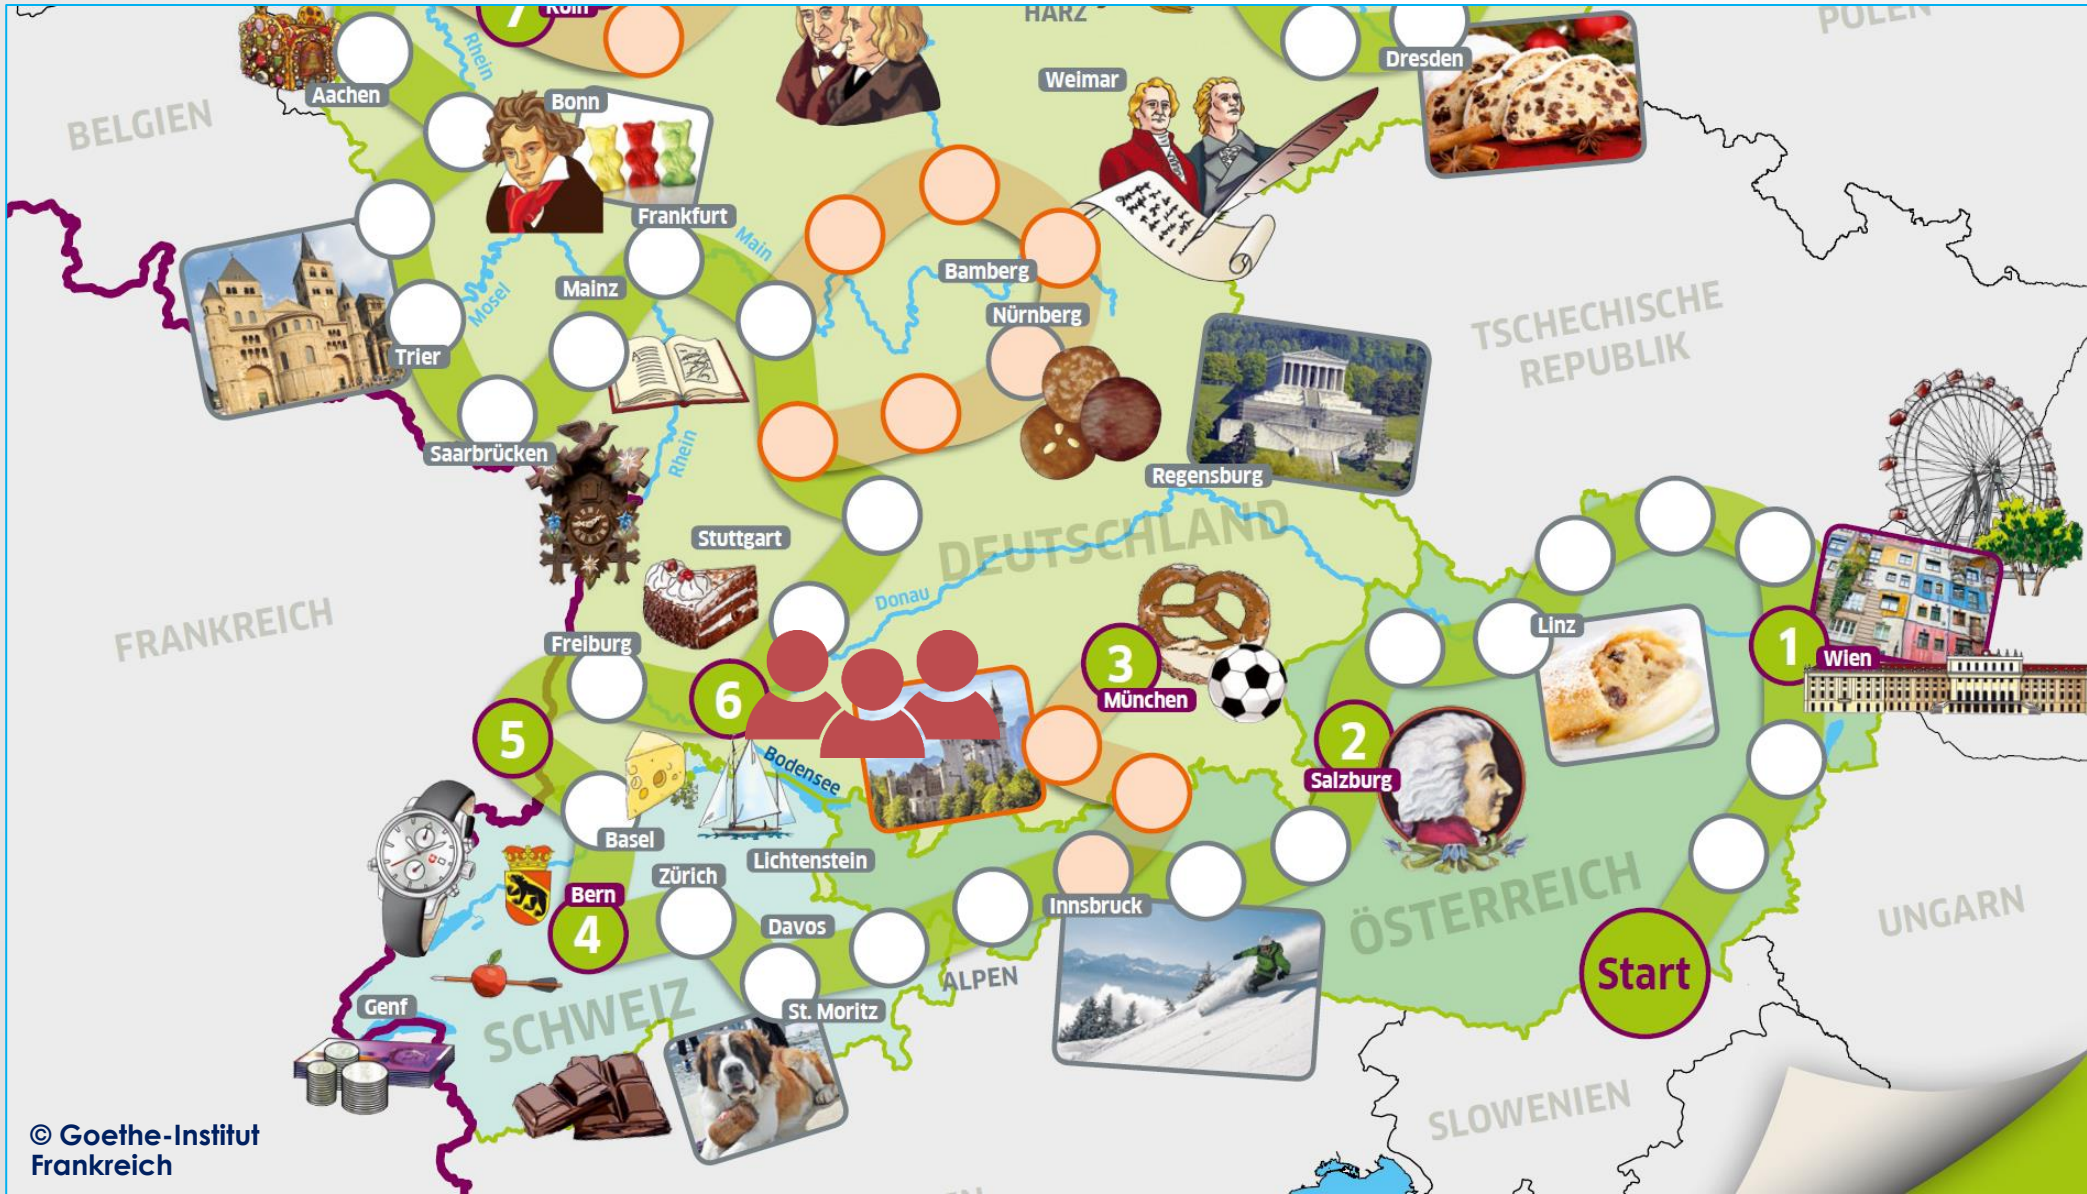 7
Köln
HARZ
POLEN
Dresden
Aachen
Rhein
Weimar
Bonn
BELGIEN
Frankfurt
Main
Mosel
Mainz
Bamberg
Nürnberg
Trier
TSCHECHISCHE
REPUBLIK
Saarbrücken
Rhein
Regensburg
Stuttgart
DEUTSCHLAND
Donau
FRANKREICH
Freiburg
Linz
1
Wien
3
München
6
5
2
Salzburg
Bodensee
Basel
Lichtenstein
Zürich
Bern
4
Davos
Innsbruck
ÖSTERREICH
UNGARN
Start
ALPEN
Genf
SCHWEIZ
St. Moritz
SLOWENIEN
© Goethe-Institut
Frankreich